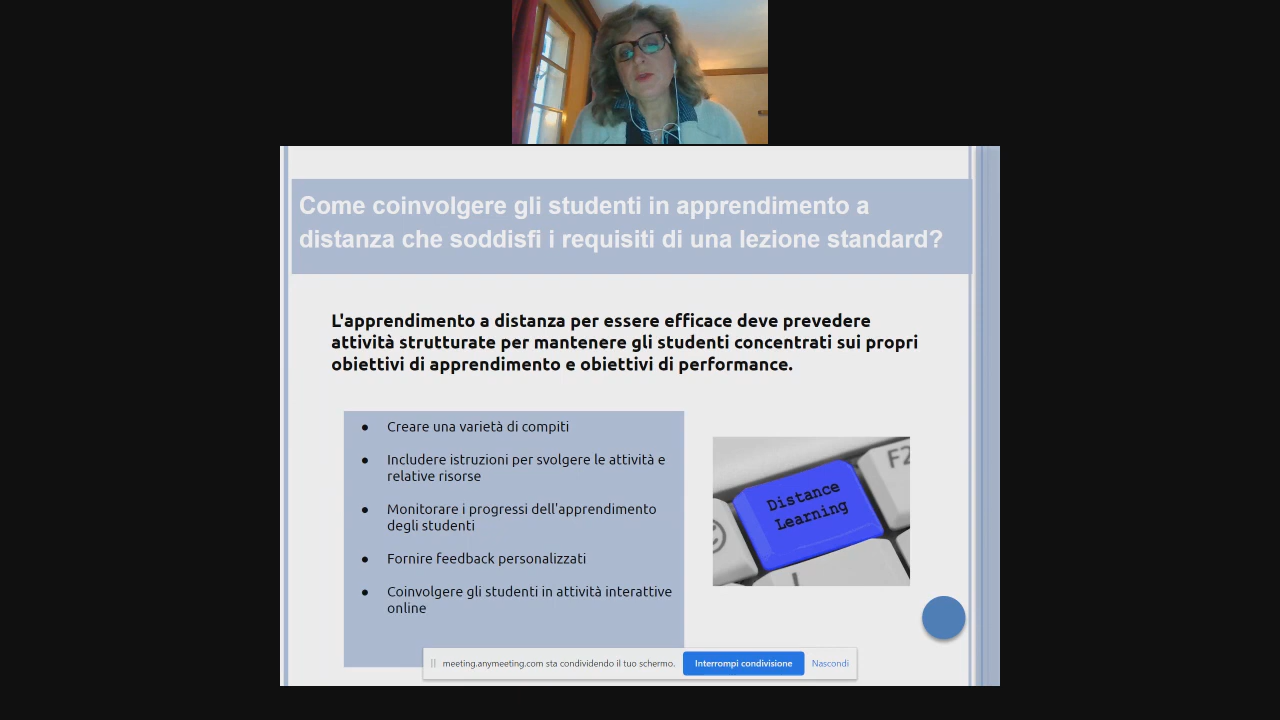 Come coinvolgere gli studenti in apprendimento a
distanza che soddisfi i requisiti di una lezione standard?
L'apprendimento a distanza per essere efficace deve prevedere
attività strutturate per mantenere gli studenti concentrati sui propri
obiettivi di apprendimento e obiettivi di performance.
● Creare una varietà di compiti
● Includere istruzioni per svolgere le attività e
relative risorse
● Monitorare i progressi dell'apprendimento
degli studenti
● Fornire feedback personalizzati
● Coinvolgere gli studenti in attività interattive
online
F2
Distance
Learning
meeting.anymeeting.com sta condividendo il tuo schermo.
Interrompi condivisione
Nascondi